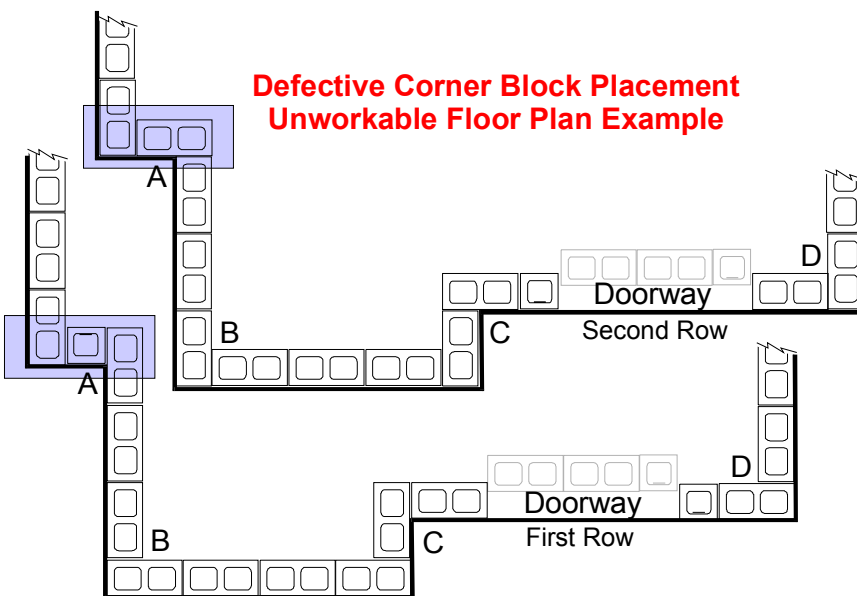 Defective Corner Block Placement
Unworkable Floor Plan Example
A
D
Doorway
B
C
Second Row
A
D
Doorway
B
C
First Row